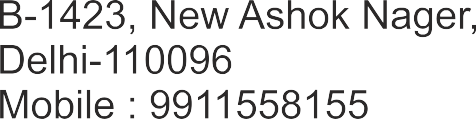 B-1423, New Ashok Nager,
Delhi-110096
Mobile : 9911558155